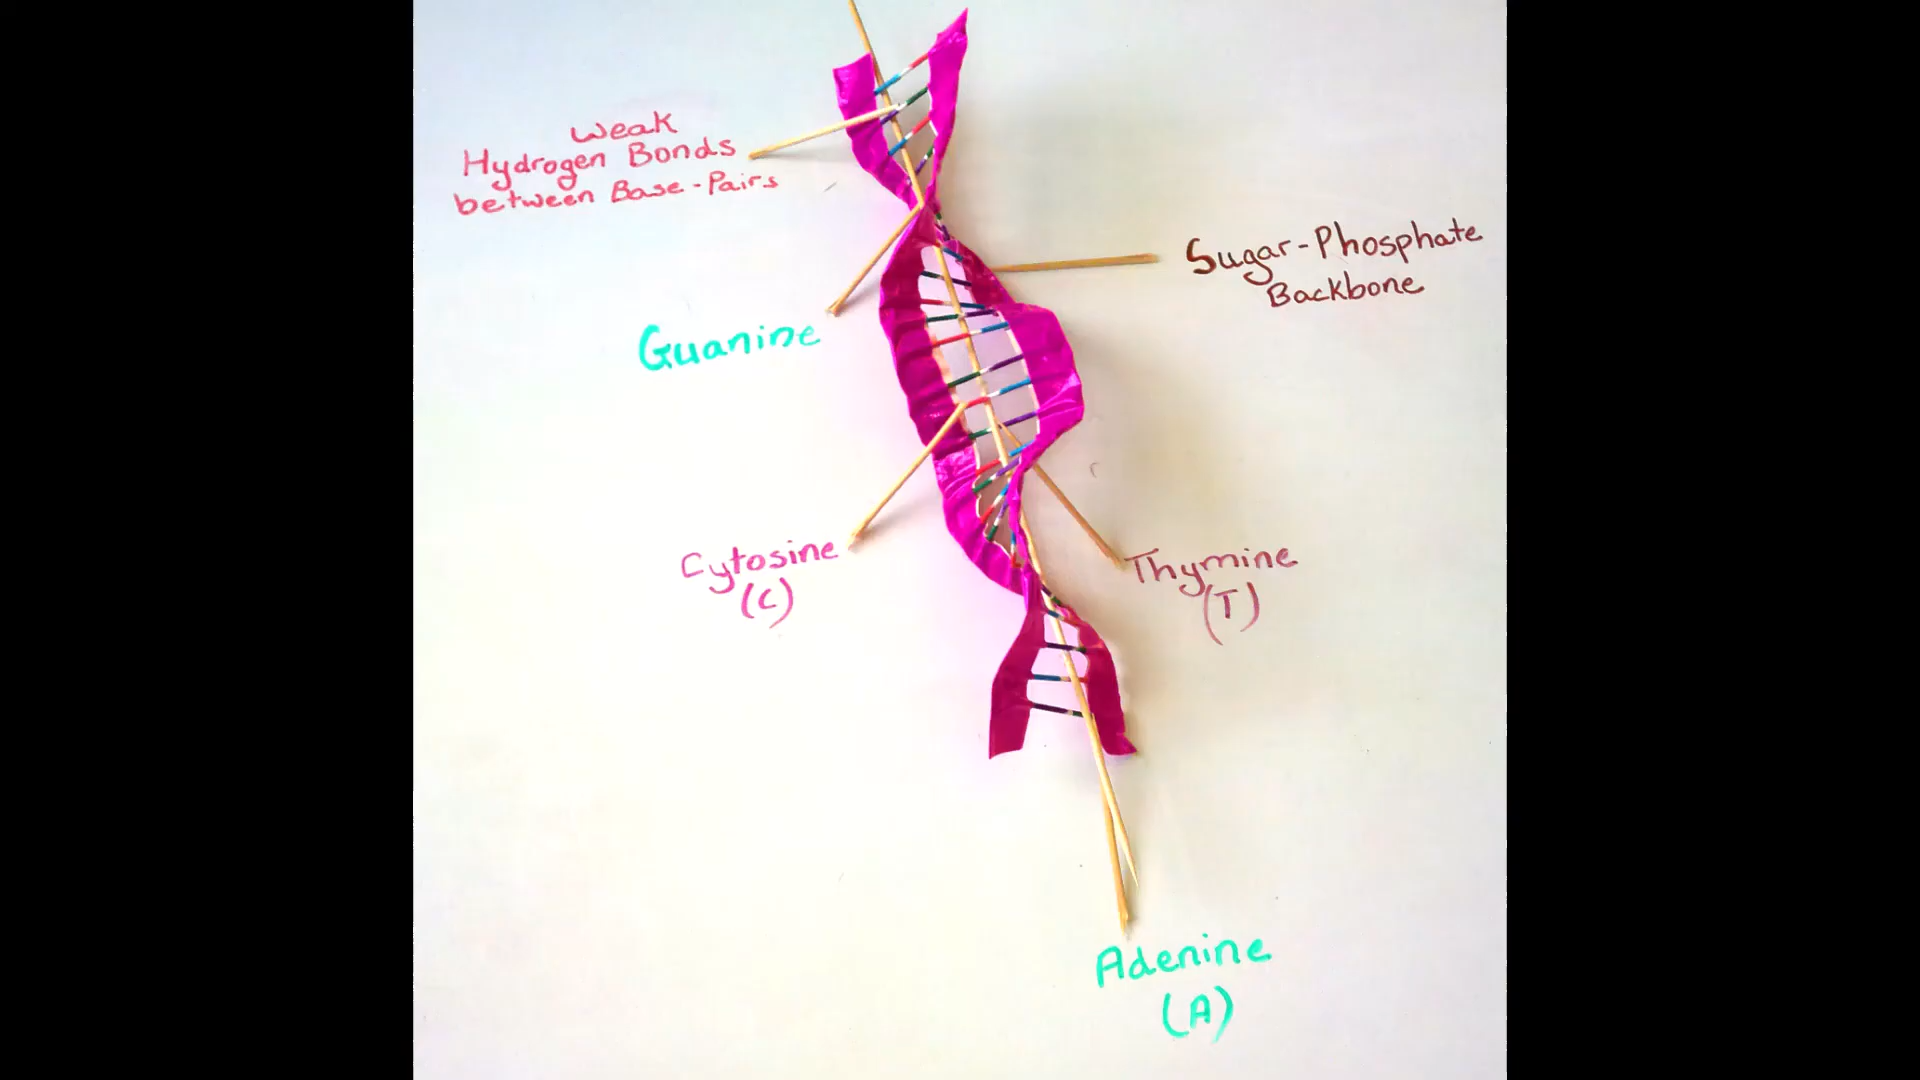 Weak
Hydrogen Bonds
between Base-Pairs
Sugar-Phosphate
Backbone
Guanine
Cytosine
(C)
Thymine
(T)
Adenine
(A)